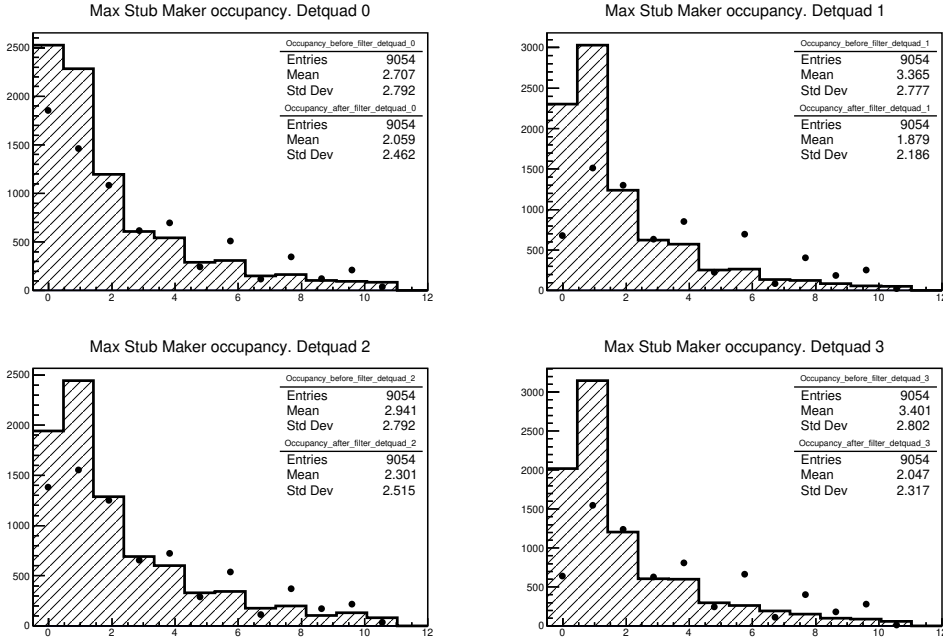 Max Stub Maker occupancy. Detquad 0
Occupancy_before_filter_detquad_0
Entries 9054
Mean 2.707
Std Dev 2.792
Occupancy_after_filter_detquad_0
Entries 9054
Mean 2.059
Std Dev 2.462
2500
2000
1500
1000
500
0
0 2 4 6 8 10 12
Max Stub Maker occupancy. Detquad 1
Occupancy_before_filter_detquad_1
Entries 9054
Mean 3.365
Std Dev 2.777
Occupancy_after_filter_detquad_1
Entries 9054
Mean 1.879
Std Dev 2.186
3000
2500
2000
1500
1000
500
0
0 2 4 6 8 10 12
Max Stub Maker occupancy. Detquad 2
Occupancy_before_filter_detquad_2
Entries 9054
Mean 2.941
Std Dev 2.792
Occupancy_after_filter_detquad_2
Entries 9054
Mean 2.301
Std Dev 2.515
2500
2000
1500
1000
500
0
0 2 4 6 8 10 12
Max Stub Maker occupancy. Detquad 3
Occupancy_before_filter_detquad_3
Entries 9054
Mean 3.401
Std Dev 2.802
Occupancy_after_filter_detquad_3
Entries 9054
Mean 2.047
Std Dev 2.317
3000
2500
2000
1500
1000
500
0
0 2 4 6 8 10 12